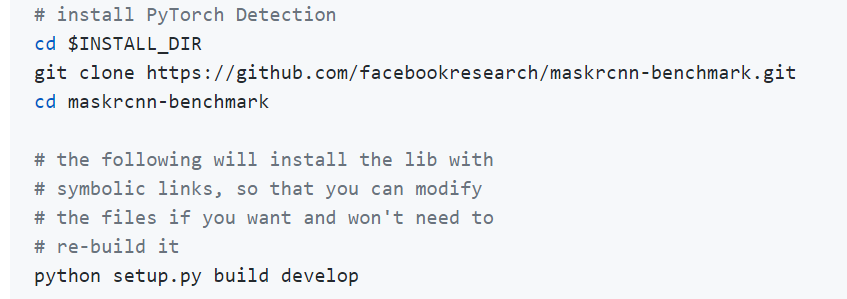 # install PyTorch Detection
cd $INSTALL_DIR
git clone https://github.com/facebookresearch/maskrcnn-benchmark.git
cd maskrcnn-benchmark
# the following will install the lib with
# symbolic links, so that you can modify
# the files if you want and won't need to
# re-build it
python setup.py build develop